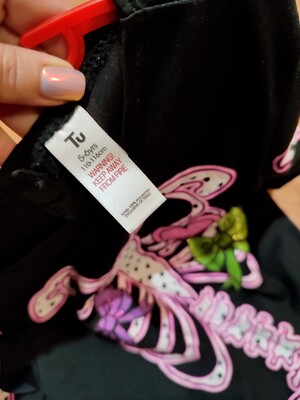 Tu
5-6yrs
110-116cm
WARNING!
KEEP AWAY
FROM FIRE